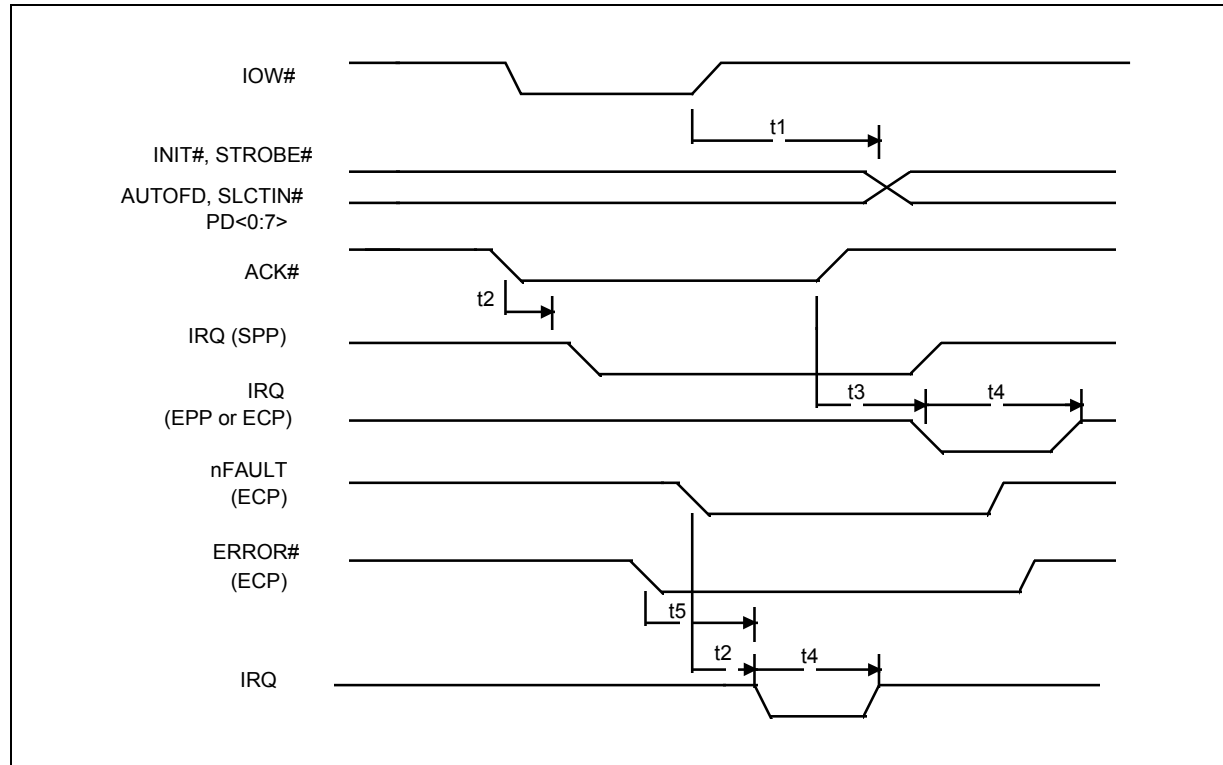 IOW#
t1
INIT#, STROBE#
AUTOFD, SLCTIN#
PD<0:7>
ACK#
t2
IRQ (SPP)
IRQ
(EPP or ECP)
t3
t4
nFAULT
(ECP)
ERROR#
(ECP)
t5
t2
t4
IRQ